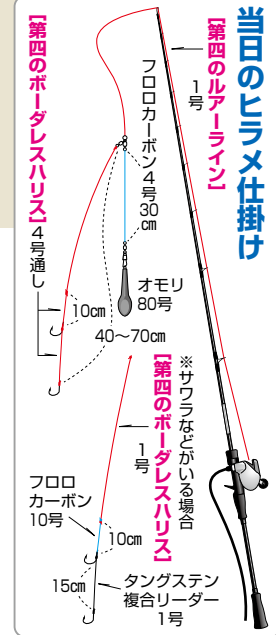 当日のヒラメ仕掛け
【第四のルアーライン】
1号
フロロカーボン4号30cm
【第四のボーダレスハリス】4号通し
オモリ
80号
10cm
40〜70cm
※サワラなどがいる場合
【第四のボーダレスハリス】
1号
フロロ
カーボン
10号
10cm
15cm
タングステン
複合リーダー
1号